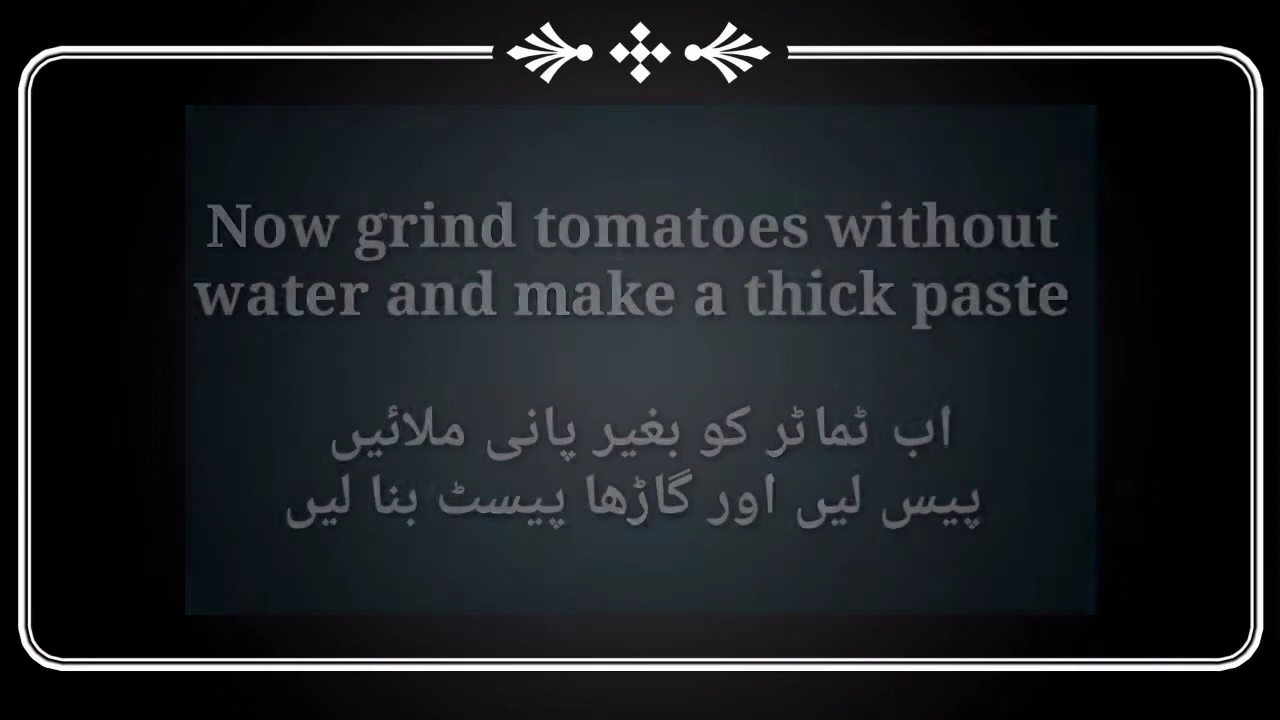 Now grind tomatoes without
water and make a thick paste
اب ٹماٹر کو بغیر پانی ملائیں
پیس لیں اور گاڑھا پیسٹ بنا لیں